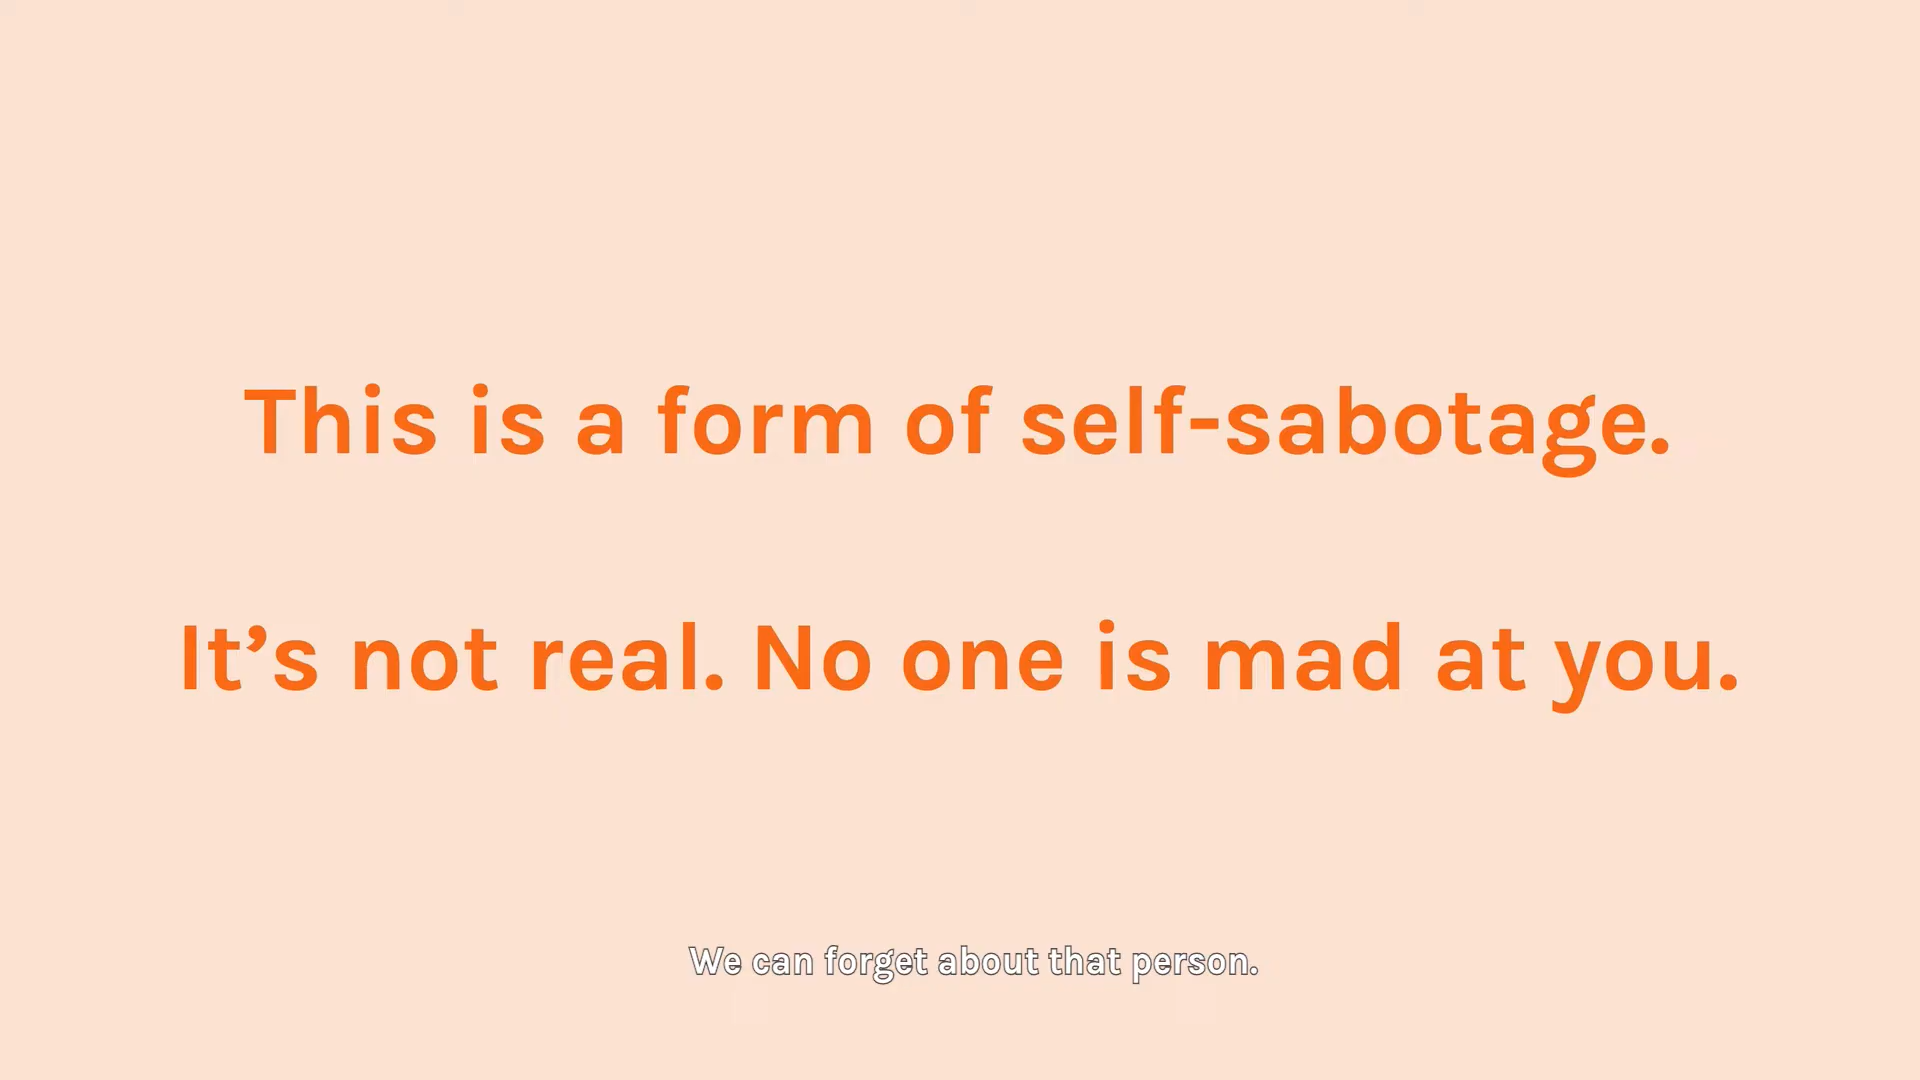 This is a form of self-sabotage.
It’s not real. No one is mad at you.
We can forget about that person.